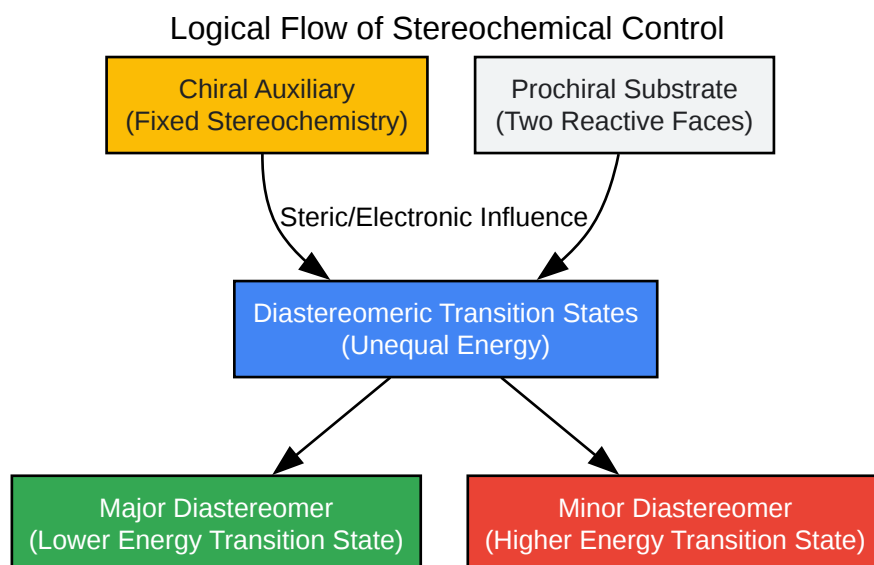 Logical Flow of Stereochemical Control
Chiral Auxiliary
(Fixed Stereochemistry)
Prochiral Substrate
(Two Reactive Faces)
Steric/Electronic Influence
Diastereomeric Transition States
(Unequal Energy)
Major Diastereomer
(Lower Energy Transition State)
Minor Diastereomer
(Higher Energy Transition State)